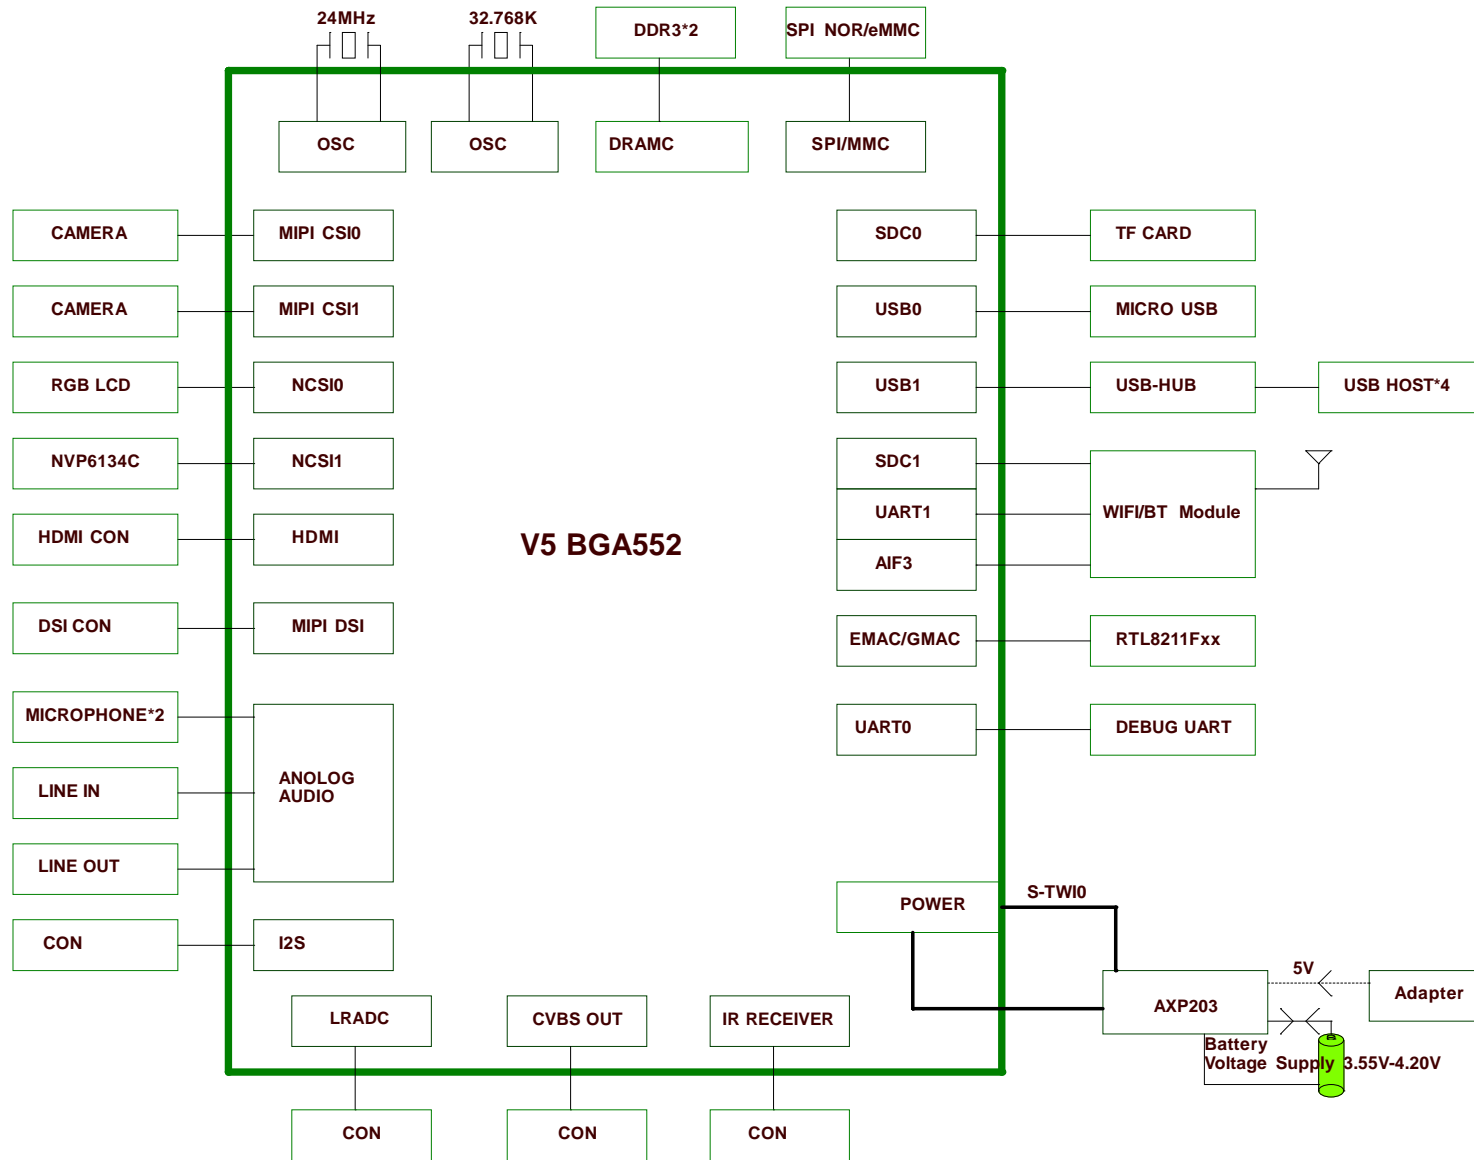 24MHz
32.768K
DDR3*2
SPI NOR/eMMC
OSC
OSC
DRAMC
SPI/MMC
CAMERA
MIPI CSI0
SDC0
TF CARD
CAMERA
MIPI CSI1
USB0
MICRO USB
RGB LCD
NCSI0
USB1
USB-HUB
USB HOST*4
NVP6134C
NCSI1
SDC1
UART1
WIFI/BT Module
HDMI CON
HDMI
V5 BGA552
AIF3
DSI CON
MIPI DSI
EMAC/GMAC
RTL8211Fxx
MICROPHONE*2
UART0
DEBUG UART
LINE IN
ANOLOG
AUDIO
LINE OUT
POWER
S-TWI0
CON
I2S
5V
Adapter
AXP203
LRADC
CVBS OUT
IR RECEIVER
Battery
Voltage Supply 3.55V-4.20V
CON
CON
CON